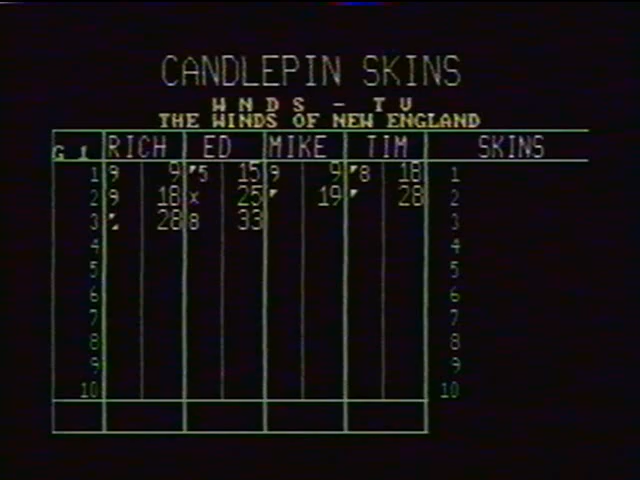 CANDLEPIN SKINS
WNDS - TV
THE WINDS OF NEW ENGLAND
G 1 RICH ED MIKE TIM SKINS
1 9 9 5 15 9 9 8 18 1
2 9 18 x 25 19 28 2
3 28 8 33 3
4 4
5 5
6 6
7 7
8 8
9 9
10 10